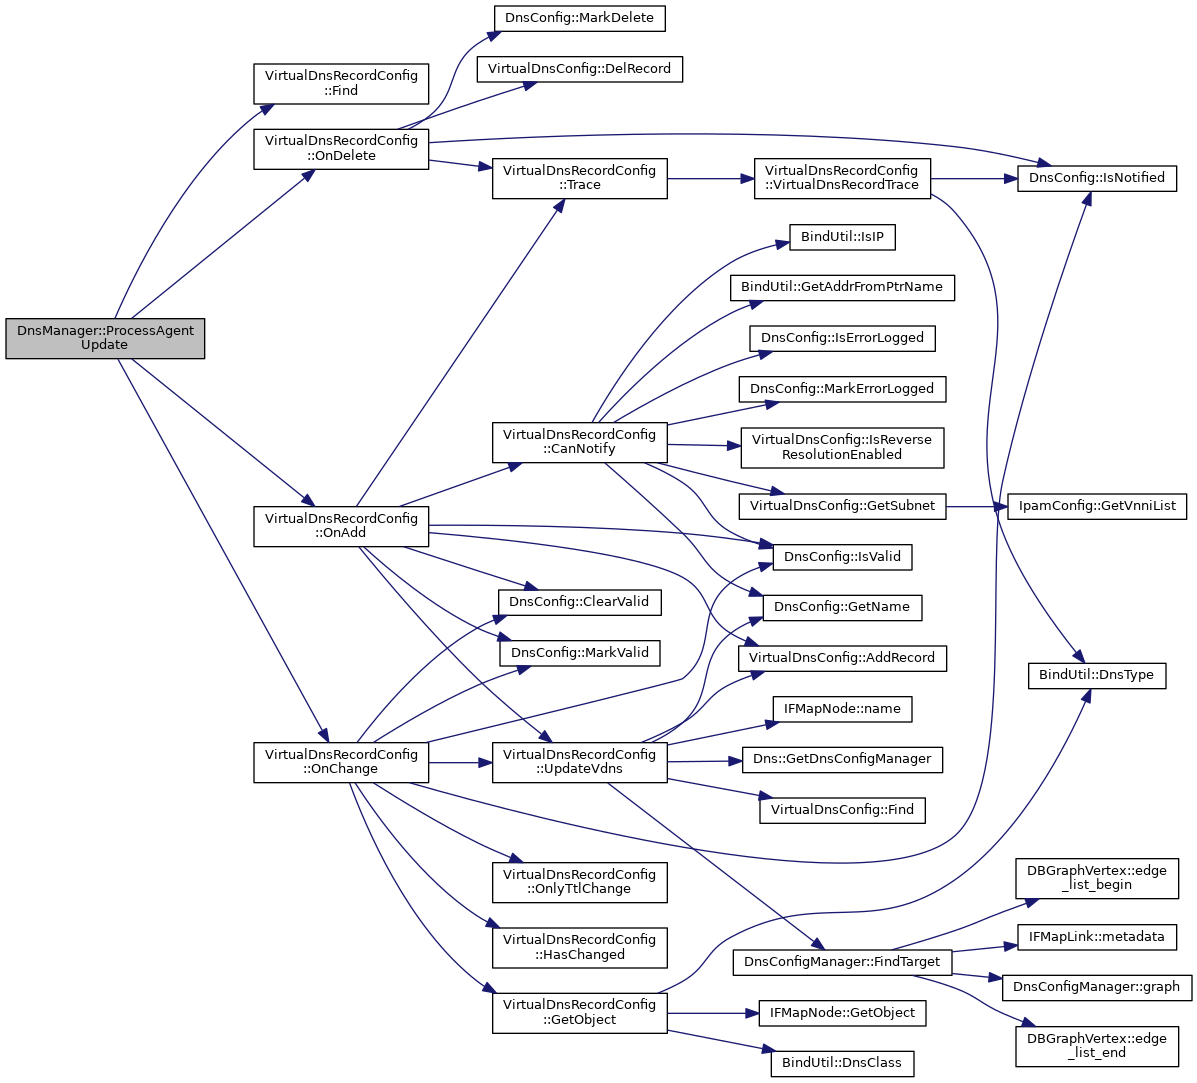 DnsManager::ProcessAgent
Update
VirtualDnsRecordConfig
::Find
VirtualDnsRecordConfig
::OnDelete
VirtualDnsRecordConfig
::OnAdd
VirtualDnsRecordConfig
::OnChange
DnsConfig::MarkDelete
VirtualDnsConfig::DelRecord
VirtualDnsRecordConfig
::Trace
VirtualDnsRecordConfig
::CanNotify
DnsConfig::ClearValid
DnsConfig::MarkValid
VirtualDnsRecordConfig
::UpdateVdns
VirtualDnsRecordConfig
::OnlyTtlChange
VirtualDnsRecordConfig
::HasChanged
VirtualDnsRecordConfig
::GetObject
VirtualDnsRecordConfig
::VirtualDnsRecordTrace
BindUtil::IsIP
BindUtil::GetAddrFromPtrName
DnsConfig::IsErrorLogged
DnsConfig::MarkErrorLogged
VirtualDnsConfig::IsReverse
ResolutionEnabled
VirtualDnsConfig::GetSubnet
DnsConfig::IsValid
DnsConfig::GetName
VirtualDnsConfig::AddRecord
IFMapNode::name
Dns::GetDnsConfigManager
VirtualDnsConfig::Find
DnsConfigManager::FindTarget
IFMapNode::GetObject
BindUtil::DnsClass
DnsConfig::IsNotified
IpamConfig::GetVnniList
BindUtil::DnsType
DBGraphVertex::edge
_list_begin
IFMapLink::metadata
DnsConfigManager::graph
DBGraphVertex::edge
_list_end